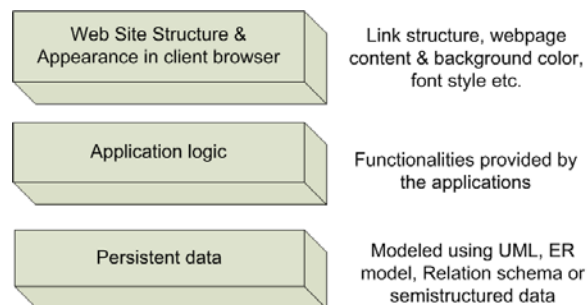 Web Site Structure &
Appearance in client browser
Link structure, webpage
content & background color,
font style etc.
Application logic
Functionalities provided by
the applications
Persistent data
Modeled using UML, ER
model, Relation schema or
semistructured data